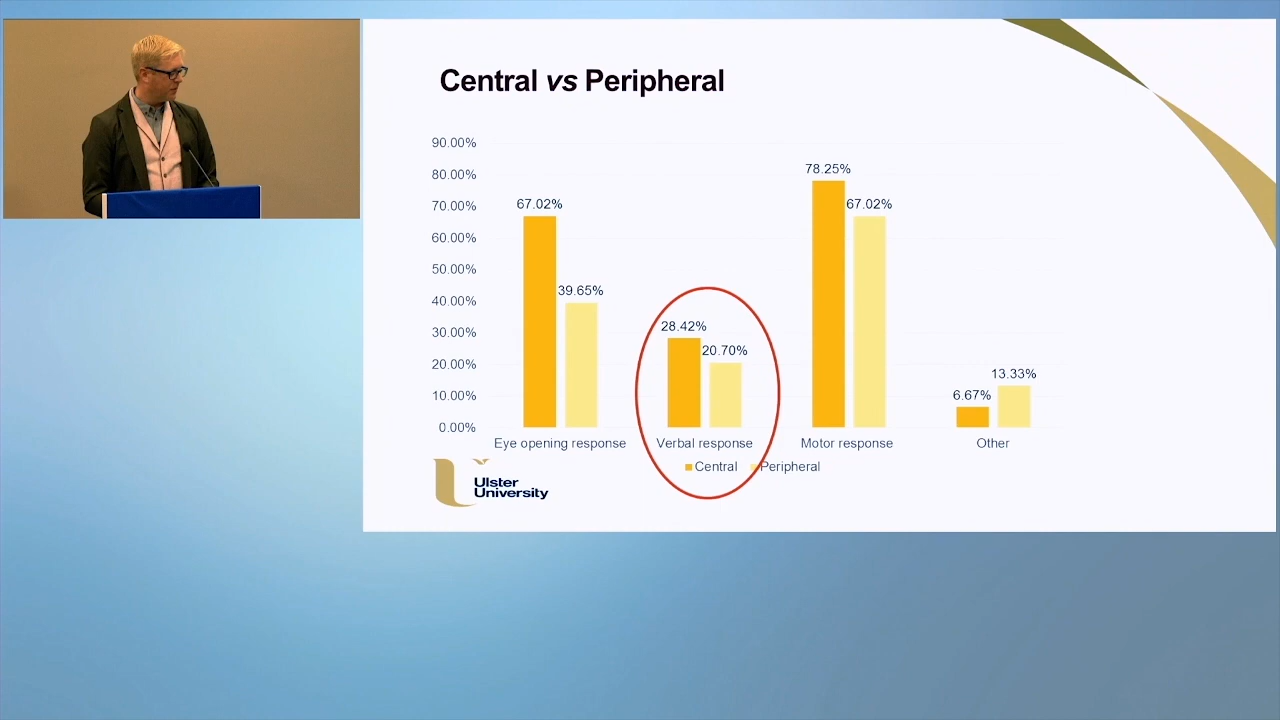 Central vs Peripheral
90.00%
80.00%
70.00%
60.00%
50.00%
40.00%
30.00%
20.00%
10.00%
0.00%
67.02%
39.65%
28.42%
20.70%
78.25%
67.02%
6.67%
13.33%
Eye opening response
Verbal response
Motor response
Other
Central
Peripheral
Ulster
University